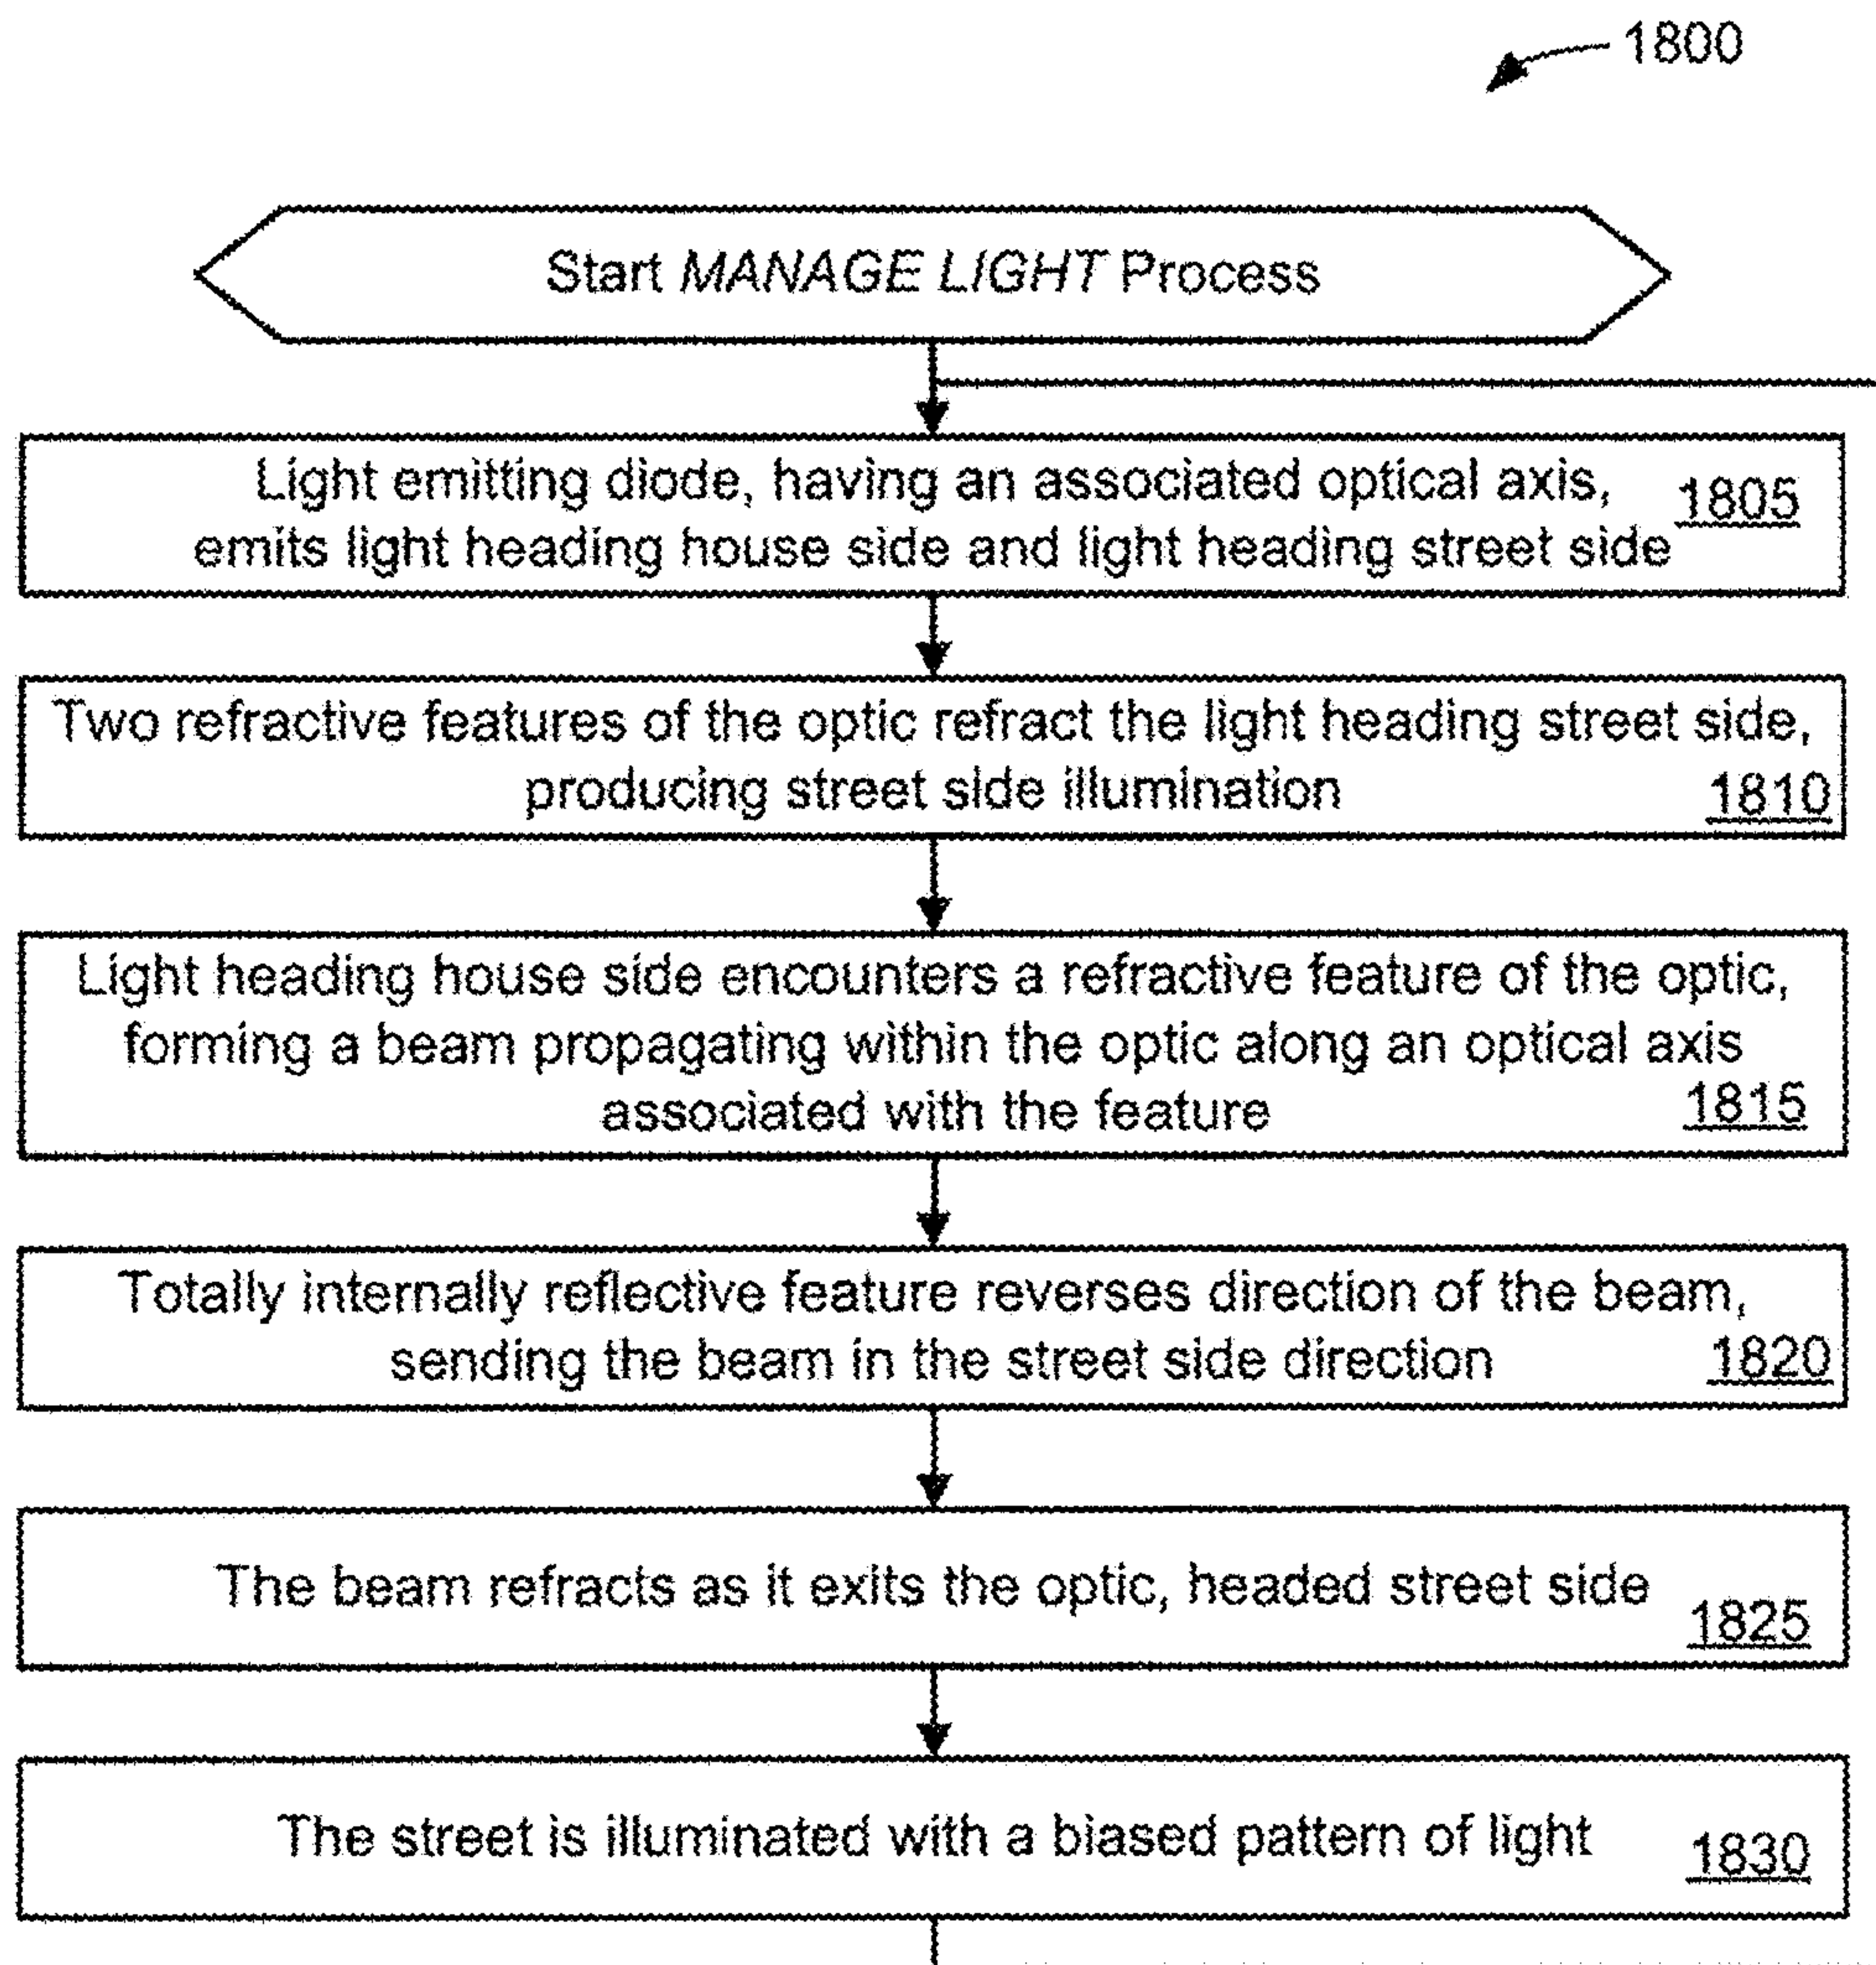 1800
Start MANAGE LIGHT Process
Light emitting diode, having an associated optical axis,
emits light heading house side and light heading street side
1805
Two refractive features of the optic refract the light heading street side,
producing street side illumination
1810
Light heading house side encounters a refractive feature of the optic,
forming a beam propagating within the optic along an optical axis
associated with the feature
1815
Totally internally reflective feature reverses direction of the beam,
sending the beam in the street side direction
1820
The beam refracts as it exits the optic, headed street side
1825
The street is illuminated with a biased pattern of light
1830